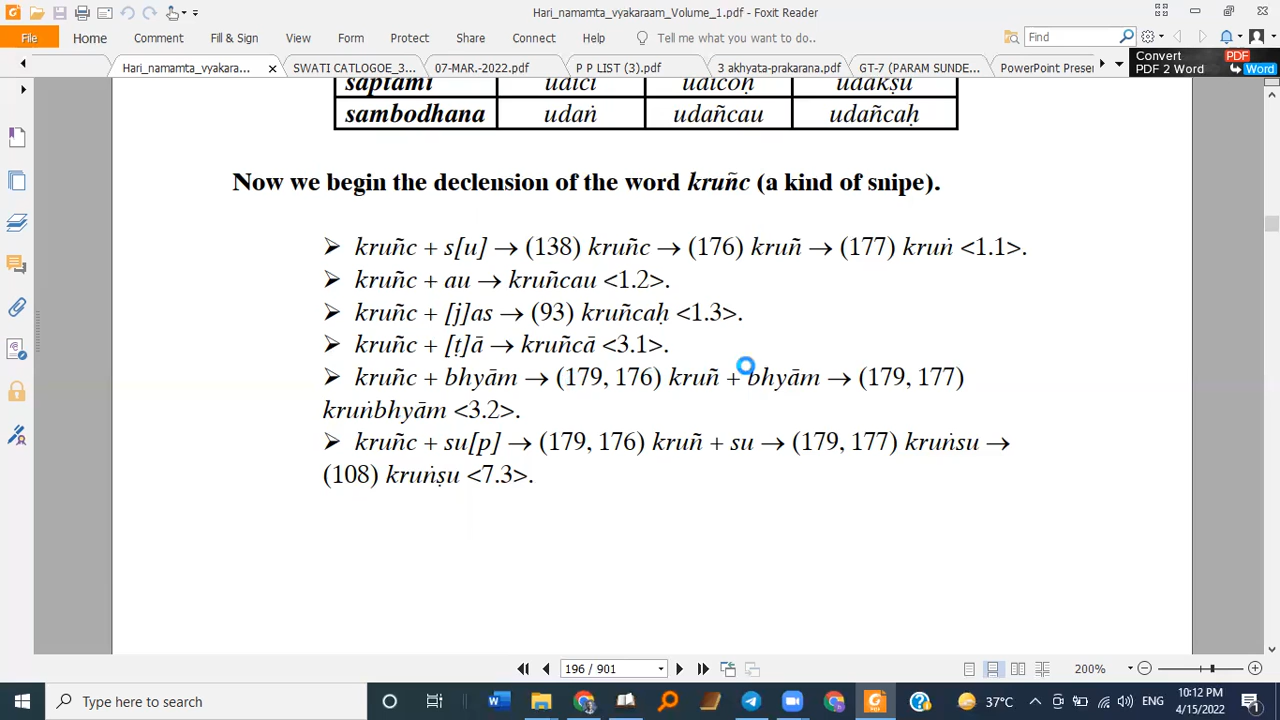 Hari_namamta_vyakaraam_Volume_1.pdf - Foxit Reader
File Home Comment Fill & Sign View Form Protect Share Connect Help Tell me what you want to do.. Find
Hari_namamta_vyakara... SWATI CATLOGOE_3... 07-MAR.-2022.pdf P P LIST (3).pdf 3 akhyata-prakarana.pdf GT-7 (PARAM SUNDE... PowerPoint Preser Convert PDF
PDF 2 Word Word
saptamī udīci udīcoḥ udakṣu
sambodhana udaṅ udañcau udañcaḥ
Now we begin the declension of the word kruñc (a kind of snipe).
➢ kruñc + s[u] → (138) kruñc → (176) kruñ → (177) kruṅ <1.1>.
➢ kruñc + au → kruñcau <1.2>.
➢ kruñc + [j]as → (93) kruñcaḥ <1.3>.
➢ kruñc + [ṭ]ā → kruñcā <3.1>.
➢ kruñc + bhyām → (179, 176) kruñ + bhyām → (179, 177)
kruṅbhyām <3.2>.
➢ kruñc + su[p] → (179, 176) kruñ + su → (179, 177) kruṅsu →
(108) kruṅṣu <7.3>.
196 / 901 200%
Type here to search 37°C ENG 10:12 PM
4/15/2022